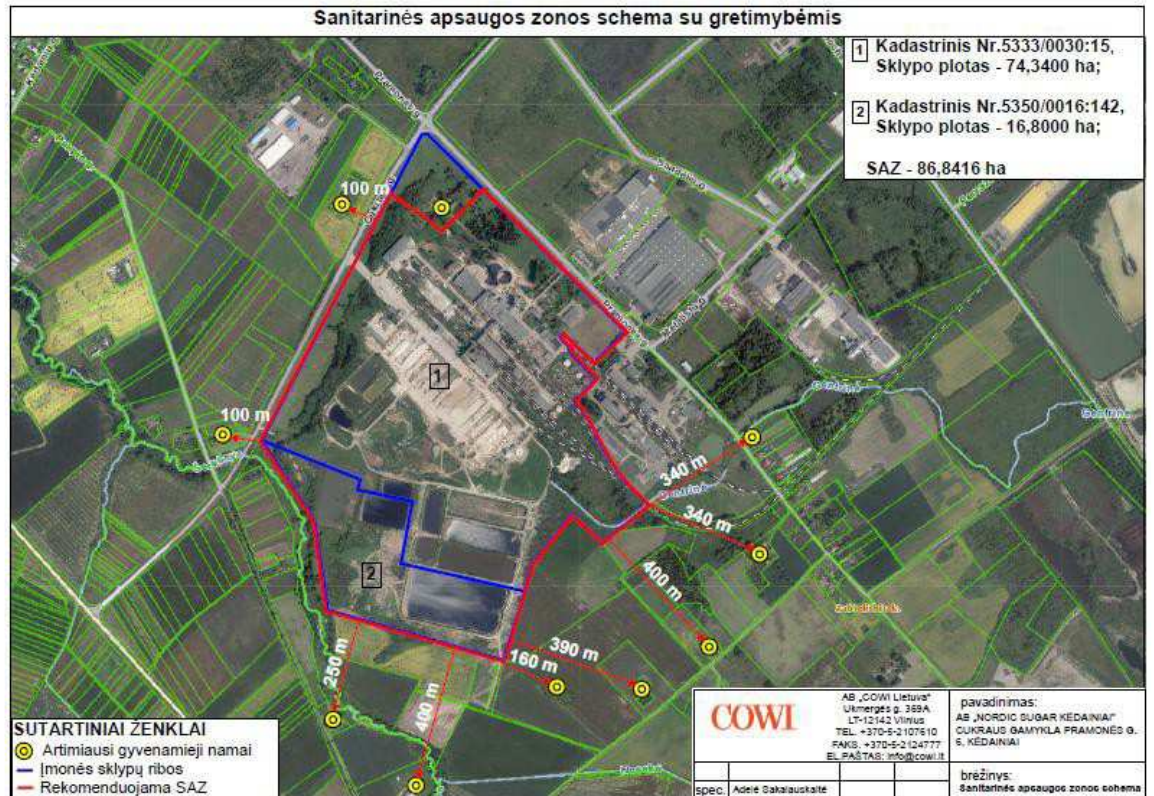 Sanitarinės apsaugos zonos schema su gretimybėmis
1 Kadastrinis Nr.5333/0030:15,
Sklypo plotas - 74,3400 ha;
2 Kadastrinis Nr.5350/0016:142,
Sklypo plotas - 16,8000 ha;
SAZ - 86,8416 ha
100 m
1
100 m
340 m
340 m
2
400 m
390 m
160 m
250 m
400 m
SUTARTINIAI ŽENKLAI
Artimiausi gyvenamieji namai
Įmonės sklypų ribos
Rekomenduojama SAZ
COWI
AB „COWI Lietuva"
Ukmergės g. 369A
LT-12142 Vilnius
TEL. +370-5-2107610
FAKS. +370-5-2124777
EL.PAŠTAS: info@cowi.lt
pavadinimas:
AB „NORDIC SUGAR KĖDAINIAI"
CUKRAUS GAMYKLA PRAMONĖS G.
6, KĖDAINIAI
spec. Adelė Sakalauskaitė
brėžinys:
Sanitarinės apsaugos zonos schema